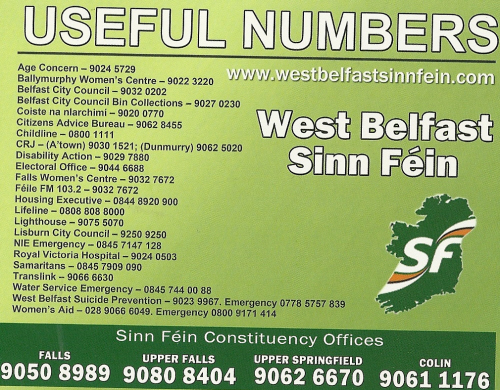 USEFUL NUMBERS
www.westbelfastsinnfein.com
Age Concern – 9024 5729
Ballymurphy Women's Centre – 9022 3220
Belfast City Council – 9032 0202
Belfast City Council Bin Collections – 9027 0230
Coiste na nIarchimi – 9020 0770
Citizens Advice Bureau – 9062 8455
Childline – 0800 1111
CRJ – (A'town) 9030 1521; (Dunmurry) 9062 5020
Disability Action – 9029 7880
Electoral Office – 9044 6688
Falls Women's Centre – 9032 7672
Féile FM 103.2 – 9032 7672
Housing Executive – 0844 8920 900
Lifeline – 0808 808 8000
Lighthouse – 9075 5070
Lisburn City Council – 9250 9250
NIE Emergency – 0845 7147 128
Royal Victoria Hospital – 9024 0503
Samaritans – 0845 7909 090
Translink – 9066 6630
Water Service Emergency – 0845 744 00 88
West Belfast Suicide Prevention – 9023 9967. Emergency 0778 5757 839
Women's Aid – 028 9066 6049. Emergency 0800 9171 414
West Belfast
Sinn Féin
SF
Sinn Féin Constituency Offices
FALLS
9050 8989
UPPER FALLS
9080 8404
UPPER SPRINGFIELD
9062 6670
COLIN
9061 1176